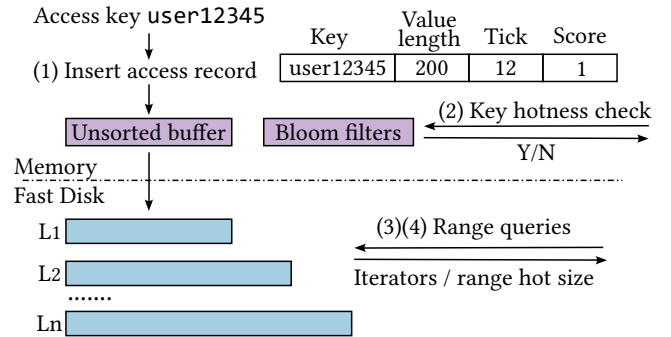 Access key user12345
Key Value length Tick Score
(1) Insert access record
user12345 200 12 1
(2) Key hotness check
Unsorted buffer Bloom filters
Y/N
Memory
Fast Disk
L1
(3)(4) Range queries
L2
Iterators / range hot size
.......
Ln